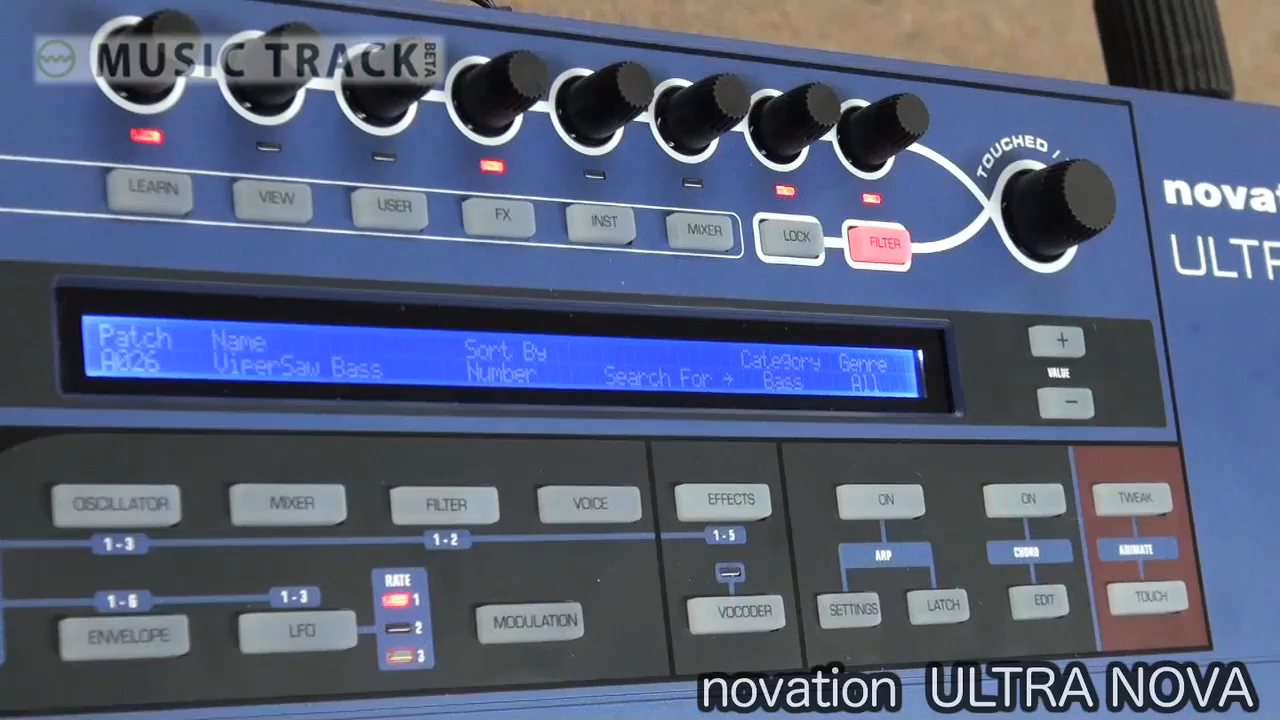 MUSIC TRACK BETA
TOUCHED /
novat
ULTR
LEARN VIEW USER FX INST MIXER LOCK FILTER
Patch Name Sort By Category Genre
A026 ViperSaw Bass Number Search For → Bass All
+
VALUE
-
OSCILLATOR MIXER FILTER VOICE EFFECTS ON ON TWEAK
1-3 1-2 1-5
ARP CHORD ANIMATE
1-6 1-3 RATE
1
2
3
ENVELOPE LFO MODULATION VOCODER SETTINGS LATCH EDIT TOUCH
novation ULTRA NOVA